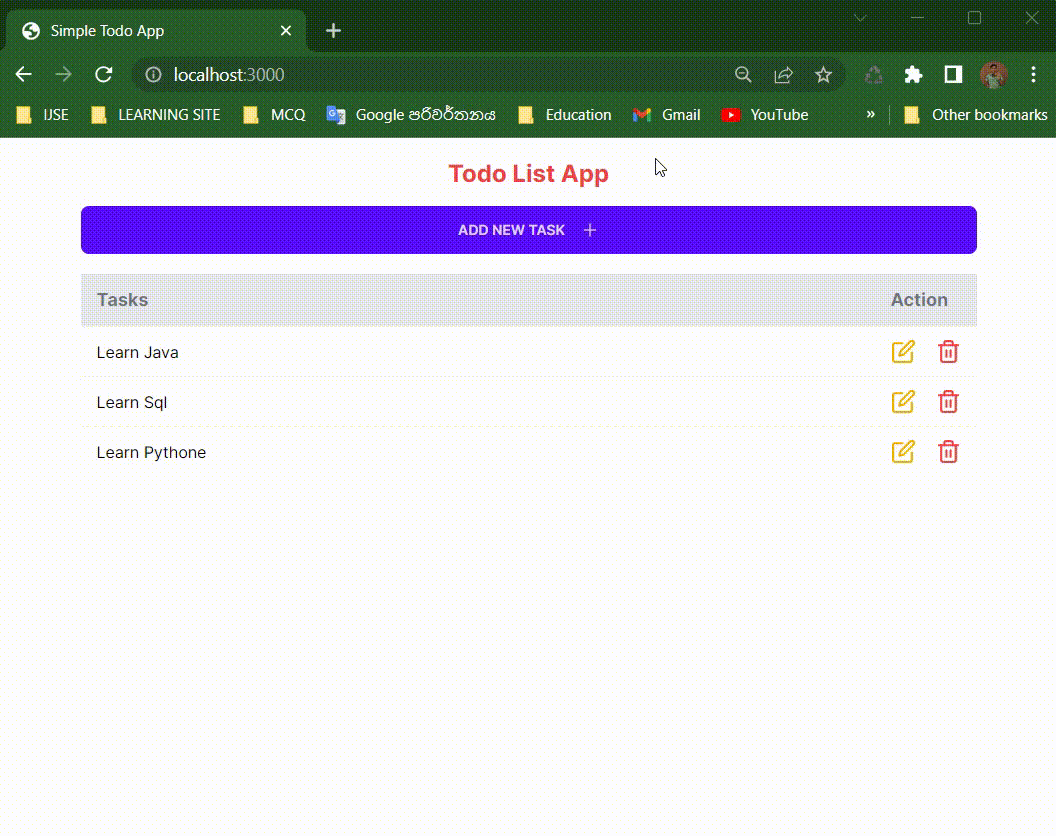 Simple Todo App
localhost:3000
IJSE LEARNING SITE MCQ Google පරිවර්තනය Education Gmail YouTube » Other bookmarks
Todo List App
ADD NEW TASK +
Tasks Action
Learn Java
Learn Sql
Learn Pythone